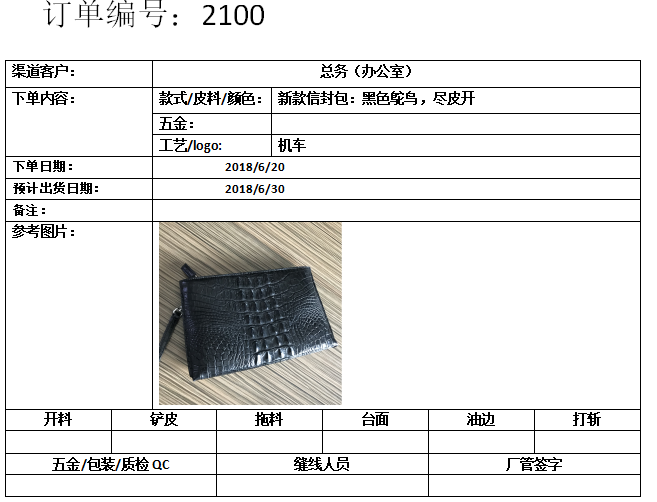 订单编号：2100
渠道客户： 总务（办公室）
下单内容： 款式/皮料/颜色： 新款信封包：黑色鸵鸟，尽皮开
五金：
工艺/logo: 机车
下单日期： 2018/6/20
预计出货日期： 2018/6/30
备注：
参考图片：
开料 铲皮 拖料 台面 油边 打斩
五金/包装/质检 QC 缝线人员 厂管签字